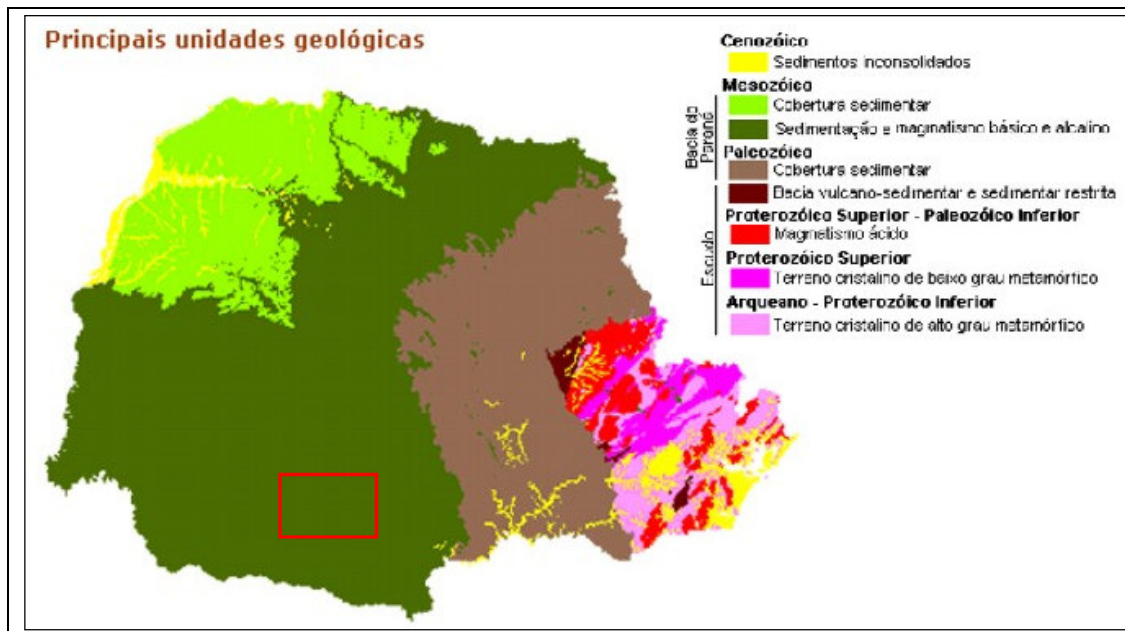 Principais unidades geológicas
Cenozóico
Sedimentos inconsolidados
Mesozóico
Cobertura sedimentar
Sedimentação e magmatismo básico e alcalino
Bacia do Paraná
Paleozóico
Cobertura sedimentar
Bacia vulcano-sedimentar e sedimentar restrita
Escudo
Proterozóico Superior - Paleozóico Inferior
Magmatismo ácido
Proterozóico Superior
Terreno cristalino de baixo grau metamórfico
Arqueano - Proterozóico Inferior
Terreno cristalino de alto grau metamórfico